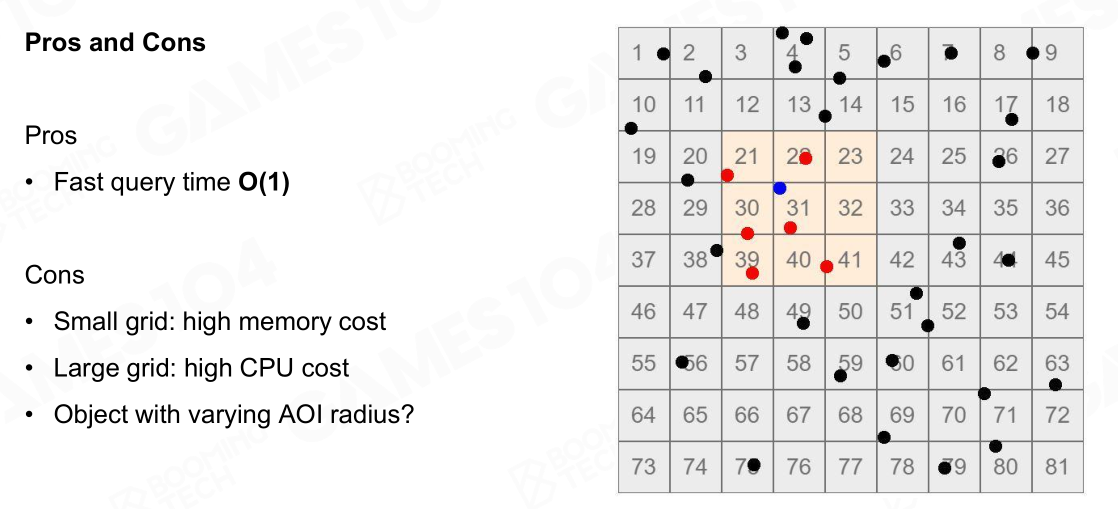 Pros and Cons
Pros
• Fast query time O(1)
Cons
• Small grid: high memory cost
• Large grid: high CPU cost
• Object with varying AOI radius?
1 2 3 4 5 6 7 8 9
10 11 12 13 14 15 16 17 18
19 20 21 22 23 24 25 26 27
28 29 30 31 32 33 34 35 36
37 38 39 40 41 42 43 44 45
46 47 48 49 50 51 52 53 54
55 56 57 58 59 60 61 62 63
64 65 66 67 68 69 70 71 72
73 74 75 76 77 78 79 80 81
BOOMING TECH
GAMES104